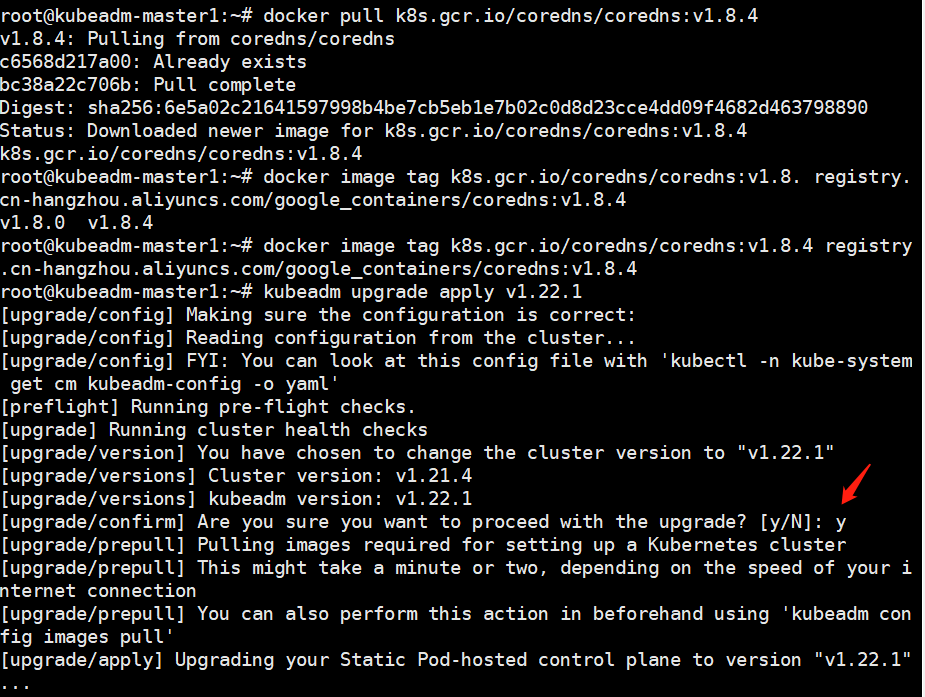 root@kubeadm-master1:~# docker pull k8s.gcr.io/coredns/coredns:v1.8.4
v1.8.4: Pulling from coredns/coredns
c6568d217a00: Already exists
bc38a22c706b: Pull complete
Digest: sha256:6e5a02c21641597998b4be7cb5eb1e7b02c0d8d23cce4dd09f4682d463798890
Status: Downloaded newer image for k8s.gcr.io/coredns/coredns:v1.8.4
k8s.gcr.io/coredns/coredns:v1.8.4
root@kubeadm-master1:~# docker image tag k8s.gcr.io/coredns/coredns:v1.8. registry.
cn-hangzhou.aliyuncs.com/google_containers/coredns:v1.8.4
v1.8.0  v1.8.4
root@kubeadm-master1:~# docker image tag k8s.gcr.io/coredns/coredns:v1.8.4 registry
.cn-hangzhou.aliyuncs.com/google_containers/coredns:v1.8.4
root@kubeadm-master1:~# kubeadm upgrade apply v1.22.1
[upgrade/config] Making sure the configuration is correct:
[upgrade/config] Reading configuration from the cluster...
[upgrade/config] FYI: You can look at this config file with 'kubectl -n kube-system
 get cm kubeadm-config -o yaml'
[preflight] Running pre-flight checks.
[upgrade] Running cluster health checks
[upgrade/version] You have chosen to change the cluster version to "v1.22.1"
[upgrade/versions] Cluster version: v1.21.4
[upgrade/versions] kubeadm version: v1.22.1
[upgrade/confirm] Are you sure you want to proceed with the upgrade? [y/N]: y
[upgrade/prepull] Pulling images required for setting up a Kubernetes cluster
[upgrade/prepull] This might take a minute or two, depending on the speed of your i
nternet connection
[upgrade/prepull] You can also perform this action in beforehand using 'kubeadm con
fig images pull'
[upgrade/apply] Upgrading your Static Pod-hosted control plane to version "v1.22.1"
...